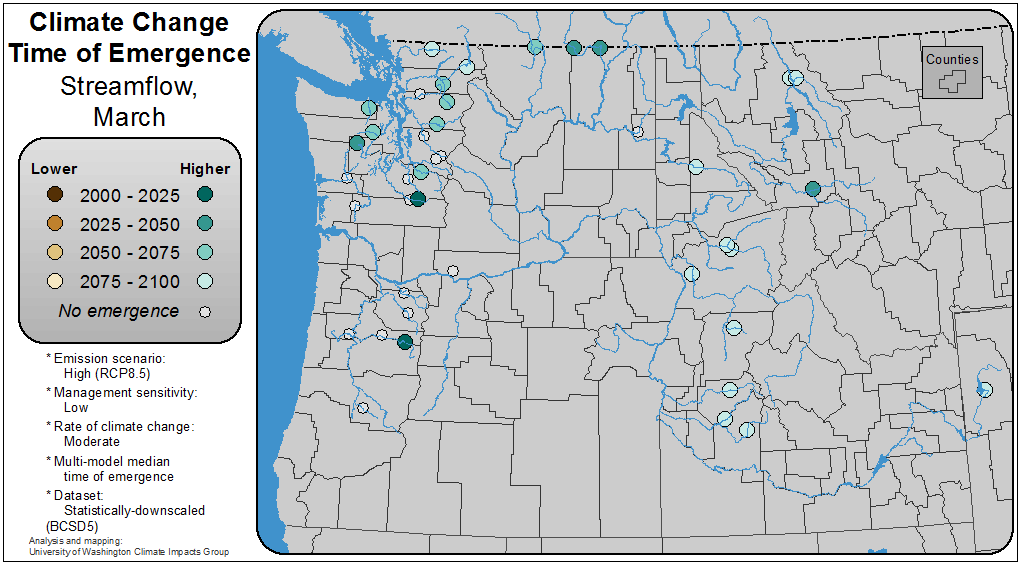 Climate Change
Time of Emergence
Streamflow,
March
Lower Higher
2000 - 2025
2025 - 2050
2050 - 2075
2075 - 2100
No emergence
* Emission scenario:
High (RCP8.5)
* Management sensitivity:
Low
* Rate of climate change:
Moderate
* Multi-model median
time of emergence
* Dataset:
Statistically-downscaled
(BCSD5)
Analysis and mapping:
University of Washington Climate Impacts Group
Counties